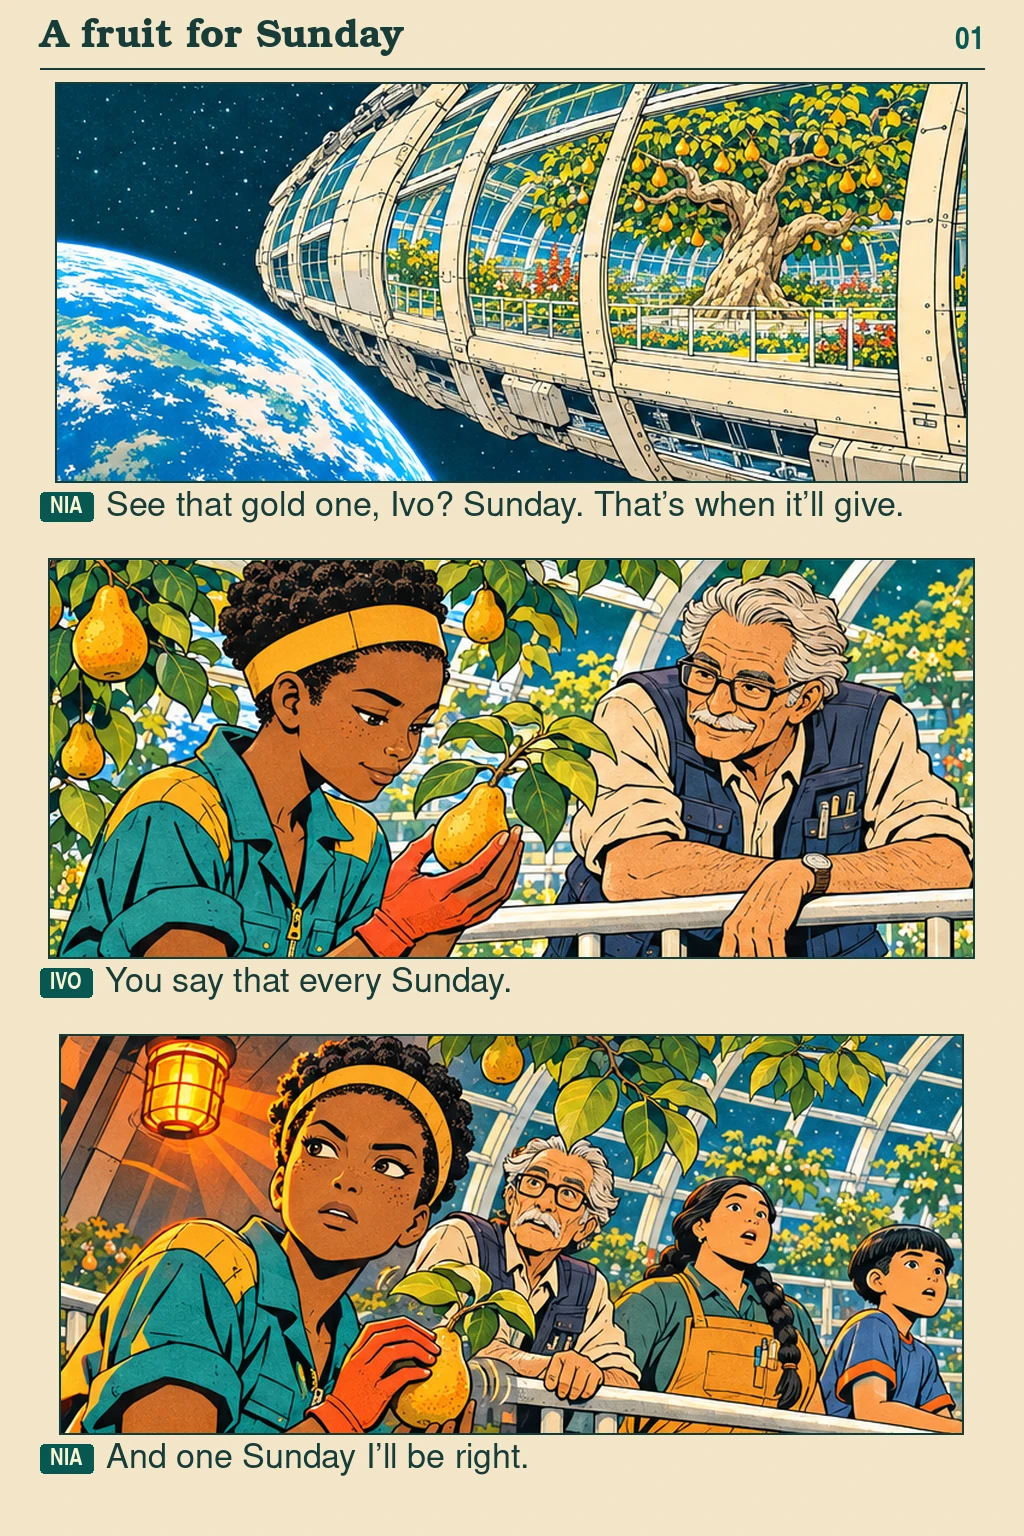 A fruit for Sunday
01
NIA See that gold one, Ivo? Sunday. That’s when it’ll give.
IVO You say that every Sunday.
NIA And one Sunday I’ll be right.